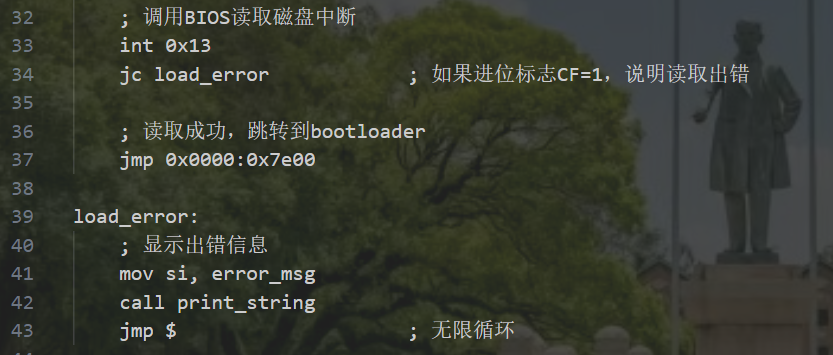 32 ; 调用BIOS读取磁盘中断
33 int 0x13
34 jc load_error ; 如果进位标志CF=1，说明读取出错
35
36 ; 读取成功，跳转到bootloader
37 jmp 0x0000:0x7e00
38
39 load_error:
40 ; 显示出错信息
41 mov si, error_msg
42 call print_string
43 jmp $ ; 无限循环